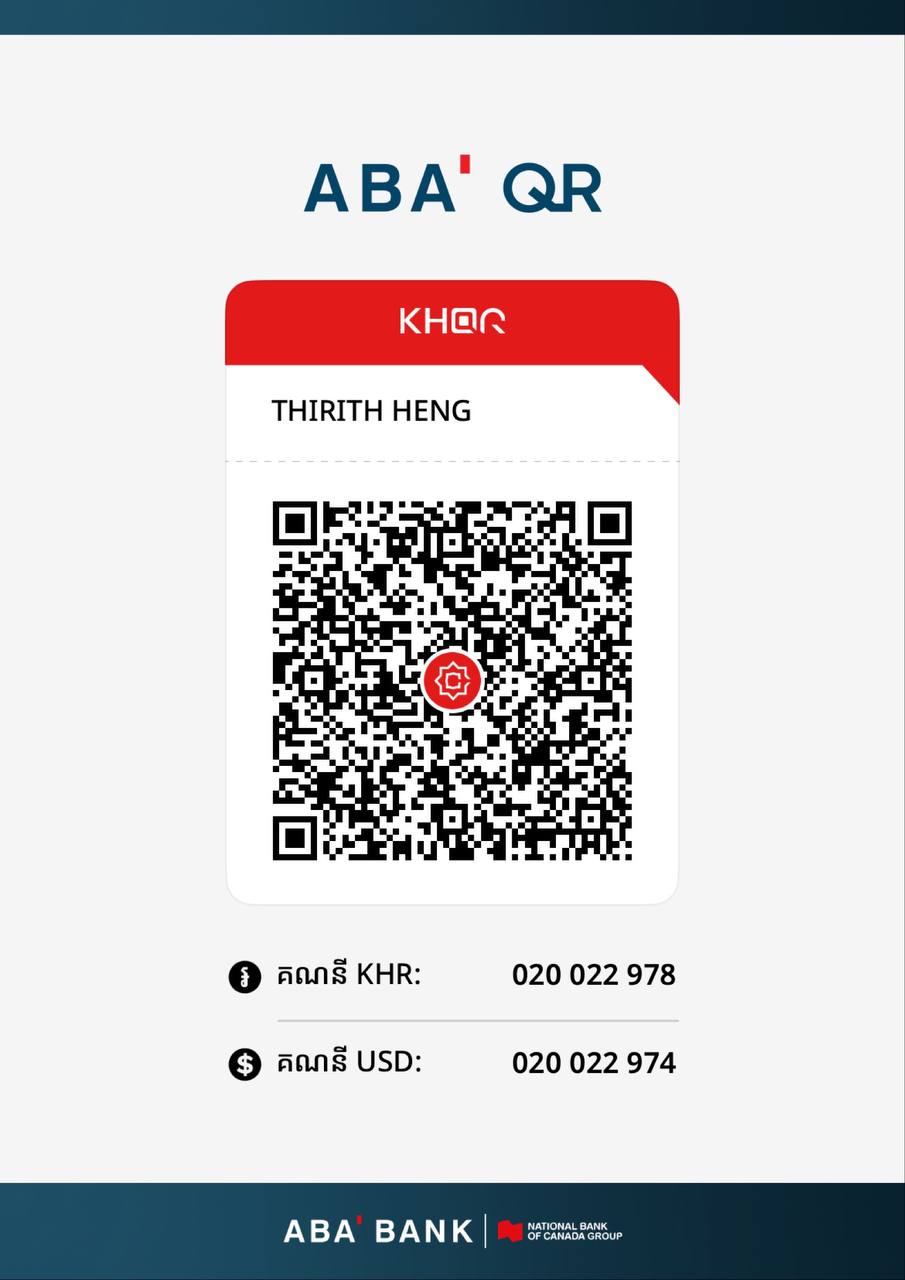 ABA' QR
KHQR
THIRITH HENG
គណនី KHR: 020 022 978
គណនី USD: 020 022 974
ABA' BANK
NATIONAL BANK
OF CANADA GROUP